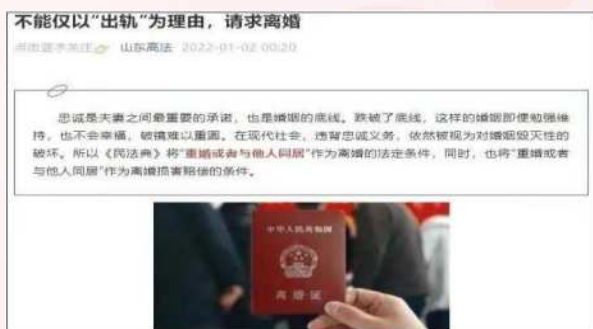 不能仅以“出轨”为理由，请求离婚
点击蓝字关注 山东高法 2022-01-02 00:20
忠诚是夫妻之间最重要的承诺，也是婚姻的底线。跌破了底线，这样的婚姻即便勉强维
持，也不会幸福，破镜难以重圆。在现代社会，违背忠诚义务，依然被视为对婚姻毁灭性的
破坏。所以《民法典》将“重婚或者与他人同居”作为离婚的法定条件，同时，也将“重婚或者
与他人同居”作为离婚损害赔偿的条件。
中华人民共和国
离婚证